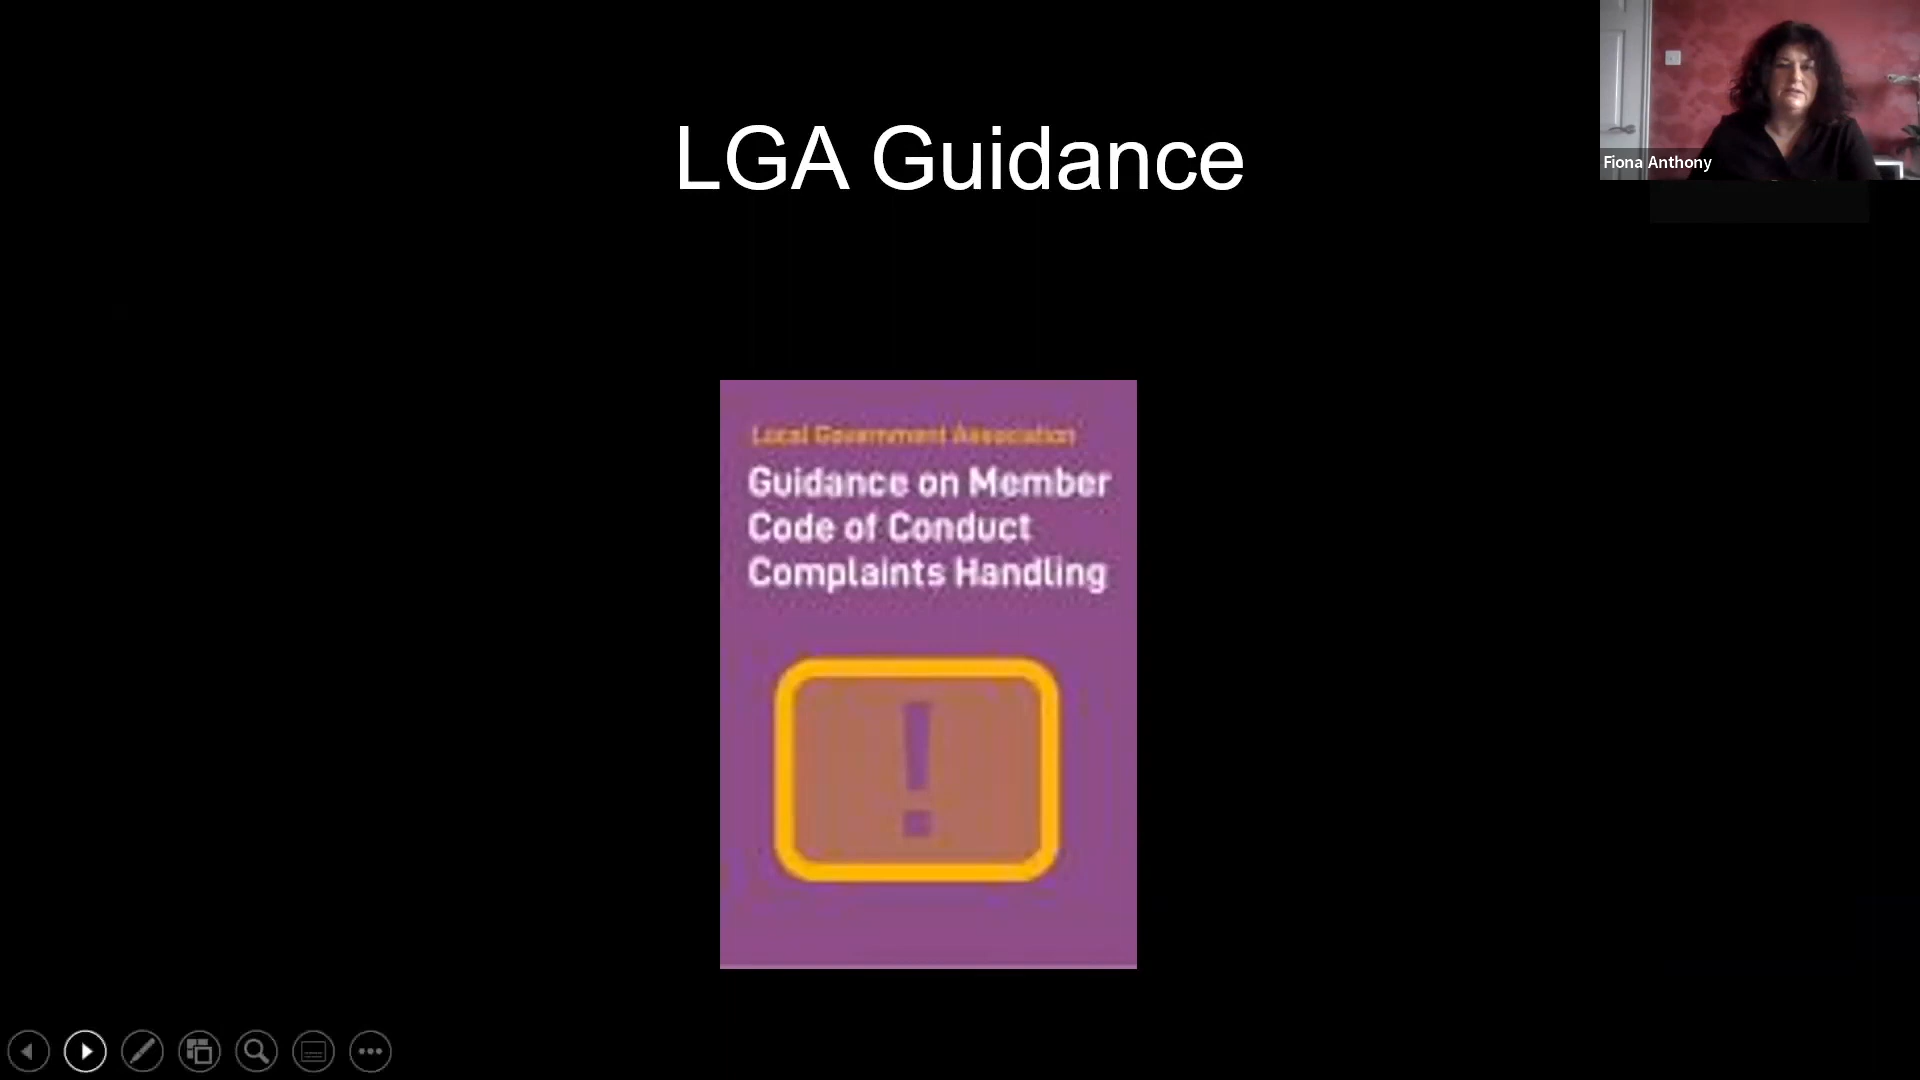 LGA Guidance
Fiona Anthony
Local Government Association
Guidance on Member
Code of Conduct
Complaints Handling
!